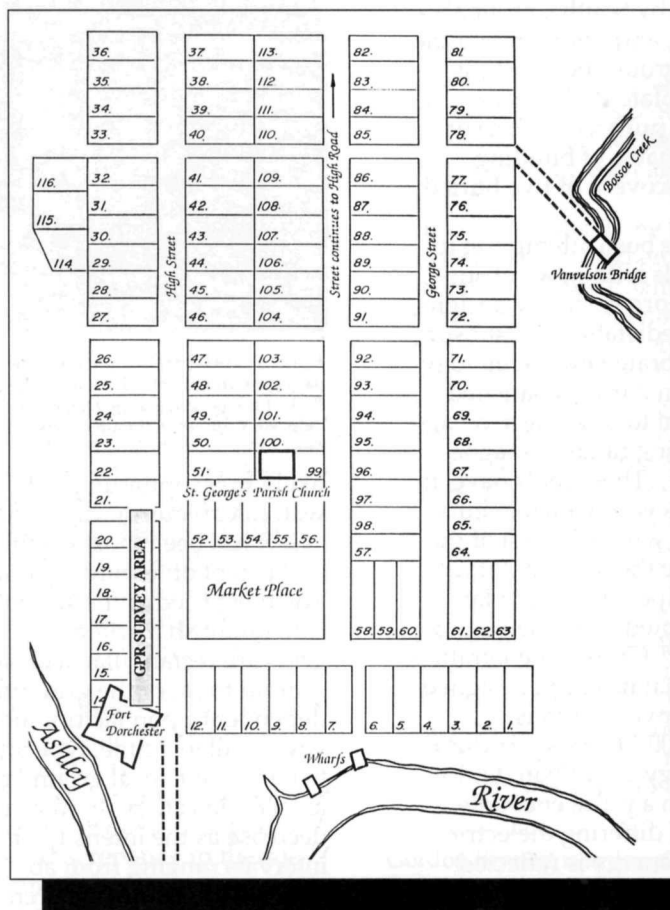 36. 37. 113. 82. 81.
35. 38. 112 83 80.
34. 39. 111. 84. 79.
33. 40. 110. 85. 78.
116. 32 41. 109. 86. 77.
31. 42. 108. 87. 76.
115. 30. 43. 107. 88. 75.
114 29. 44. 106. 89. 74.
28. 45. 105. 90. 73.
27. 46. 104. 91. 72.
High Street
Street continues to High Road
George Street
Bossoe Creek
Vanvelson Bridge
26. 47. 103. 92. 71.
25. 48. 102. 93. 70.
24. 49. 101. 94. 69.
23. 50. 100. 95. 68.
22. 51. 99. 96. 67.
St. George's Parish Church
21. 97. 66.
98. 65.
20. 52. 53. 54. 55. 56. 57. 64.
19.
18.
17.
16.
15.
14
GPR SURVEY AREA
Market Place
58. 59. 60. 61. 62. 63.
Fort
Dorchester
12. 11. 10. 9. 8. 7. 6. 5. 4. 3. 2. 1.
Wharfs
Ashley
River